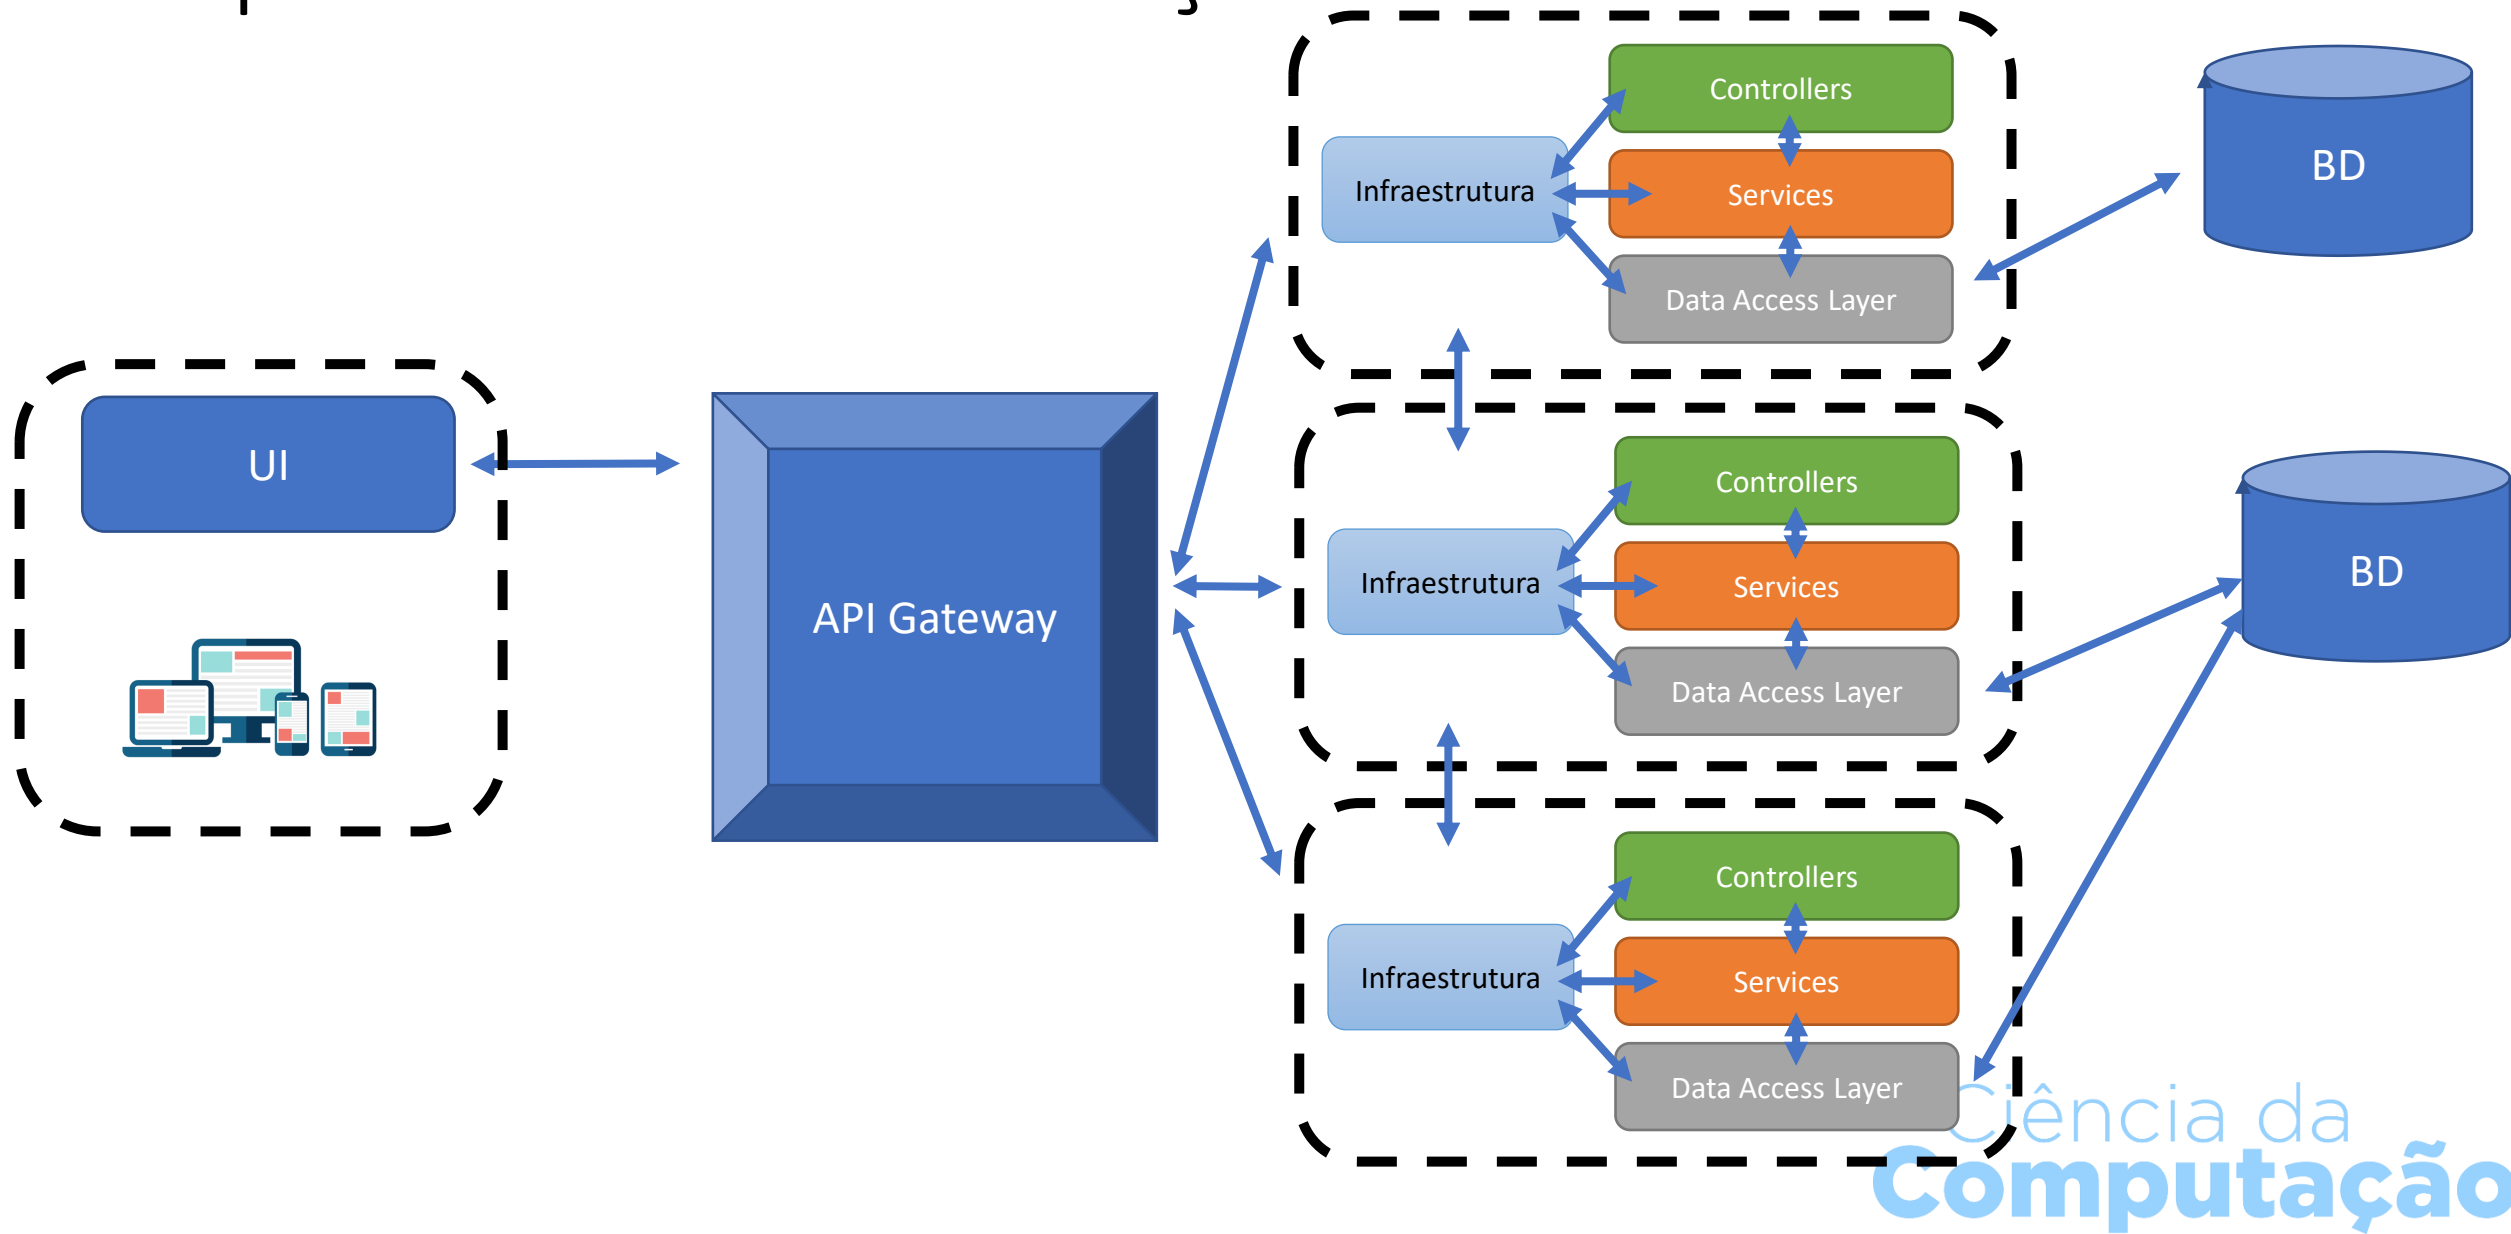 Controllers
Infraestrutura
Services
Data Access Layer
BD
UI
API Gateway
Controllers
Infraestrutura
Services
Data Access Layer
BD
Controllers
Infraestrutura
Services
Data Access Layer
Ciência da
Computação